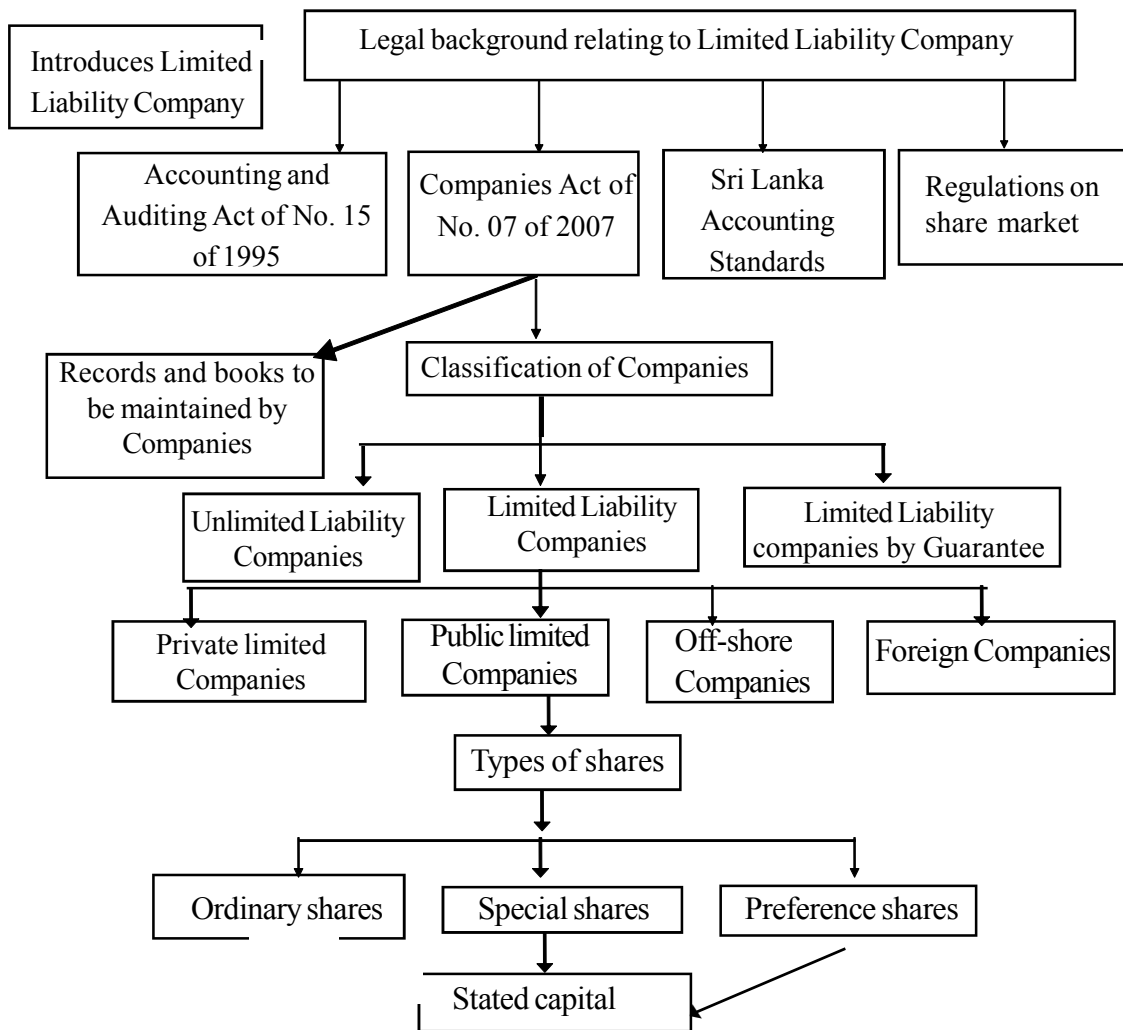 Legal background relating to Limited Liability Company
Introduces Limited
Liability Company
Accounting and
Auditing Act of No. 15
of 1995
Companies Act of
No. 07 of 2007
Sri Lanka
Accounting
Standards
Regulations on
share market
Records and books to
be maintained by
Companies
Classification of Companies
Unlimited Liability
Companies
Limited Liability
Companies
Limited Liability
companies by Guarantee
Private limited
Companies
Public limited
Companies
Off-shore
Companies
Foreign Companies
Types of shares
Ordinary shares
Special shares
Preference shares
Stated capital